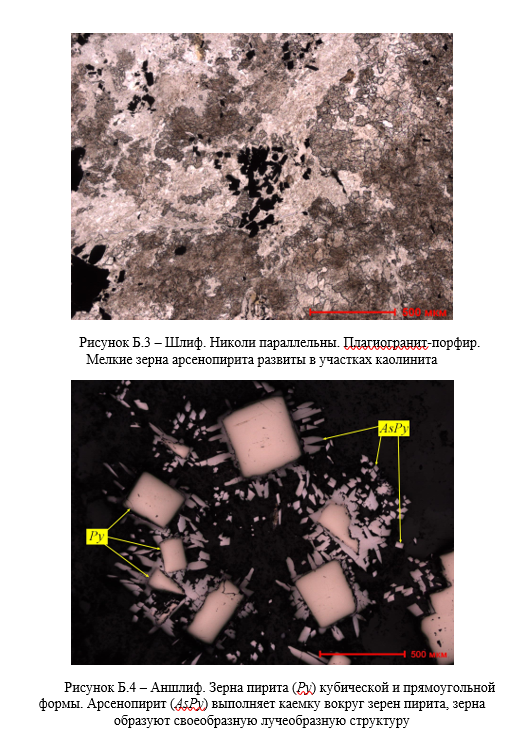 500 мкм
Рисунок Б.3 – Шлиф. Николи параллельны. Плагиогранит-порфир.
Мелкие зерна арсенопирита развиты в участках каолинита
AsPy
Py
500 мкм
Рисунок Б.4 – Аншлиф. Зерна пирита (Py) кубической и прямоугольной
формы. Арсенопирит (AsPy) выполняет каемку вокруг зерен пирита, зерна
образуют своеобразную лучеобразную структуру